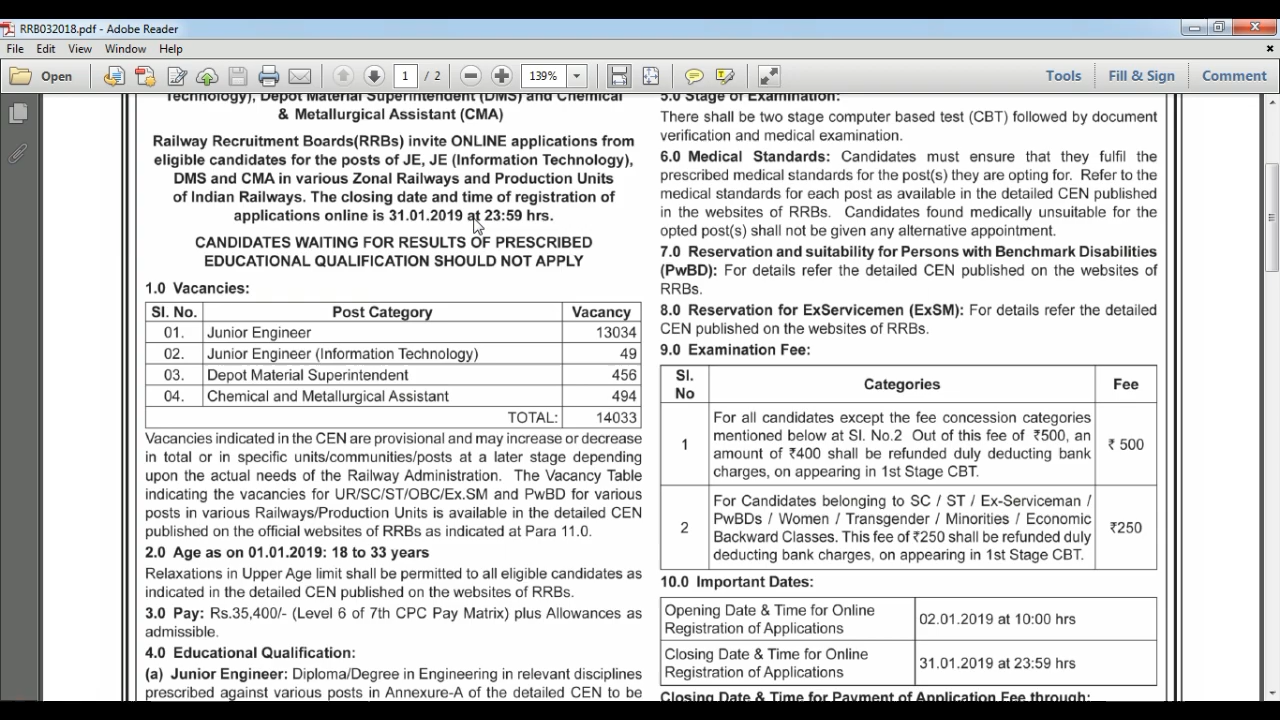 RRB032018.pdf - Adobe Reader
File Edit View Window Help
Open 1 / 2 139% Tools Fill & Sign Comment
Technology), Depot Material Superintendent (DMS) and Chemical
& Metallurgical Assistant (CMA)
Railway Recruitment Boards(RRBs) invite ONLINE applications from
eligible candidates for the posts of JE, JE (Information Technology),
DMS and CMA in various Zonal Railways and Production Units
of Indian Railways. The closing date and time of registration of
applications online is 31.01.2019 at 23:59 hrs.
CANDIDATES WAITING FOR RESULTS OF PRESCRIBED
EDUCATIONAL QUALIFICATION SHOULD NOT APPLY
1.0 Vacancies:
Sl. No. Post Category Vacancy
01. Junior Engineer 13034
02. Junior Engineer (Information Technology) 49
03. Depot Material Superintendent 456
04. Chemical and Metallurgical Assistant 494
TOTAL: 14033
Vacancies indicated in the CEN are provisional and may increase or decrease
in total or in specific units/communities/posts at a later stage depending
upon the actual needs of the Railway Administration. The Vacancy Table
indicating the vacancies for UR/SC/ST/OBC/Ex.SM and PwBD for various
posts in various Railways/Production Units is available in the detailed CEN
published on the official websites of RRBs as indicated at Para 11.0.
2.0 Age as on 01.01.2019: 18 to 33 years
Relaxations in Upper Age limit shall be permitted to all eligible candidates as
indicated in the detailed CEN published on the websites of RRBs.
3.0 Pay: Rs.35,400/- (Level 6 of 7th CPC Pay Matrix) plus Allowances as
admissible.
4.0 Educational Qualification:
(a) Junior Engineer: Diploma/Degree in Engineering in relevant disciplines
prescribed against various posts in Annexure-A of the detailed CEN to be
5.0 Stage of Examination:
There shall be two stage computer based test (CBT) followed by document
verification and medical examination.
6.0 Medical Standards: Candidates must ensure that they fulfil the
prescribed medical standards for the post(s) they are opting for. Refer to the
medical standards for each post as available in the detailed CEN published
in the websites of RRBs. Candidates found medically unsuitable for the
opted post(s) shall not be given any alternative appointment.
7.0 Reservation and suitability for Persons with Benchmark Disabilities
(PwBD): For details refer the detailed CEN published on the websites of
RRBs.
8.0 Reservation for ExServicemen (ExSM): For details refer the detailed
CEN published on the websites of RRBs.
9.0 Examination Fee:
Sl.
No Categories Fee
For all candidates except the fee concession categories
mentioned below at Sl. No.2 Out of this fee of ₹500, an
1 amount of ₹400 shall be refunded duly deducting bank ₹ 500
charges, on appearing in 1st Stage CBT.
For Candidates belonging to SC / ST / Ex-Serviceman /
PwBDs / Women / Transgender / Minorities / Economic
2 Backward Classes. This fee of ₹250 shall be refunded duly ₹250
deducting bank charges, on appearing in 1st Stage CBT.
10.0 Important Dates:
Opening Date & Time for Online
Registration of Applications 02.01.2019 at 10:00 hrs
Closing Date & Time for Online
Registration of Applications 31.01.2019 at 23:59 hrs
Closing Date & Time for Payment of Application Fee through: